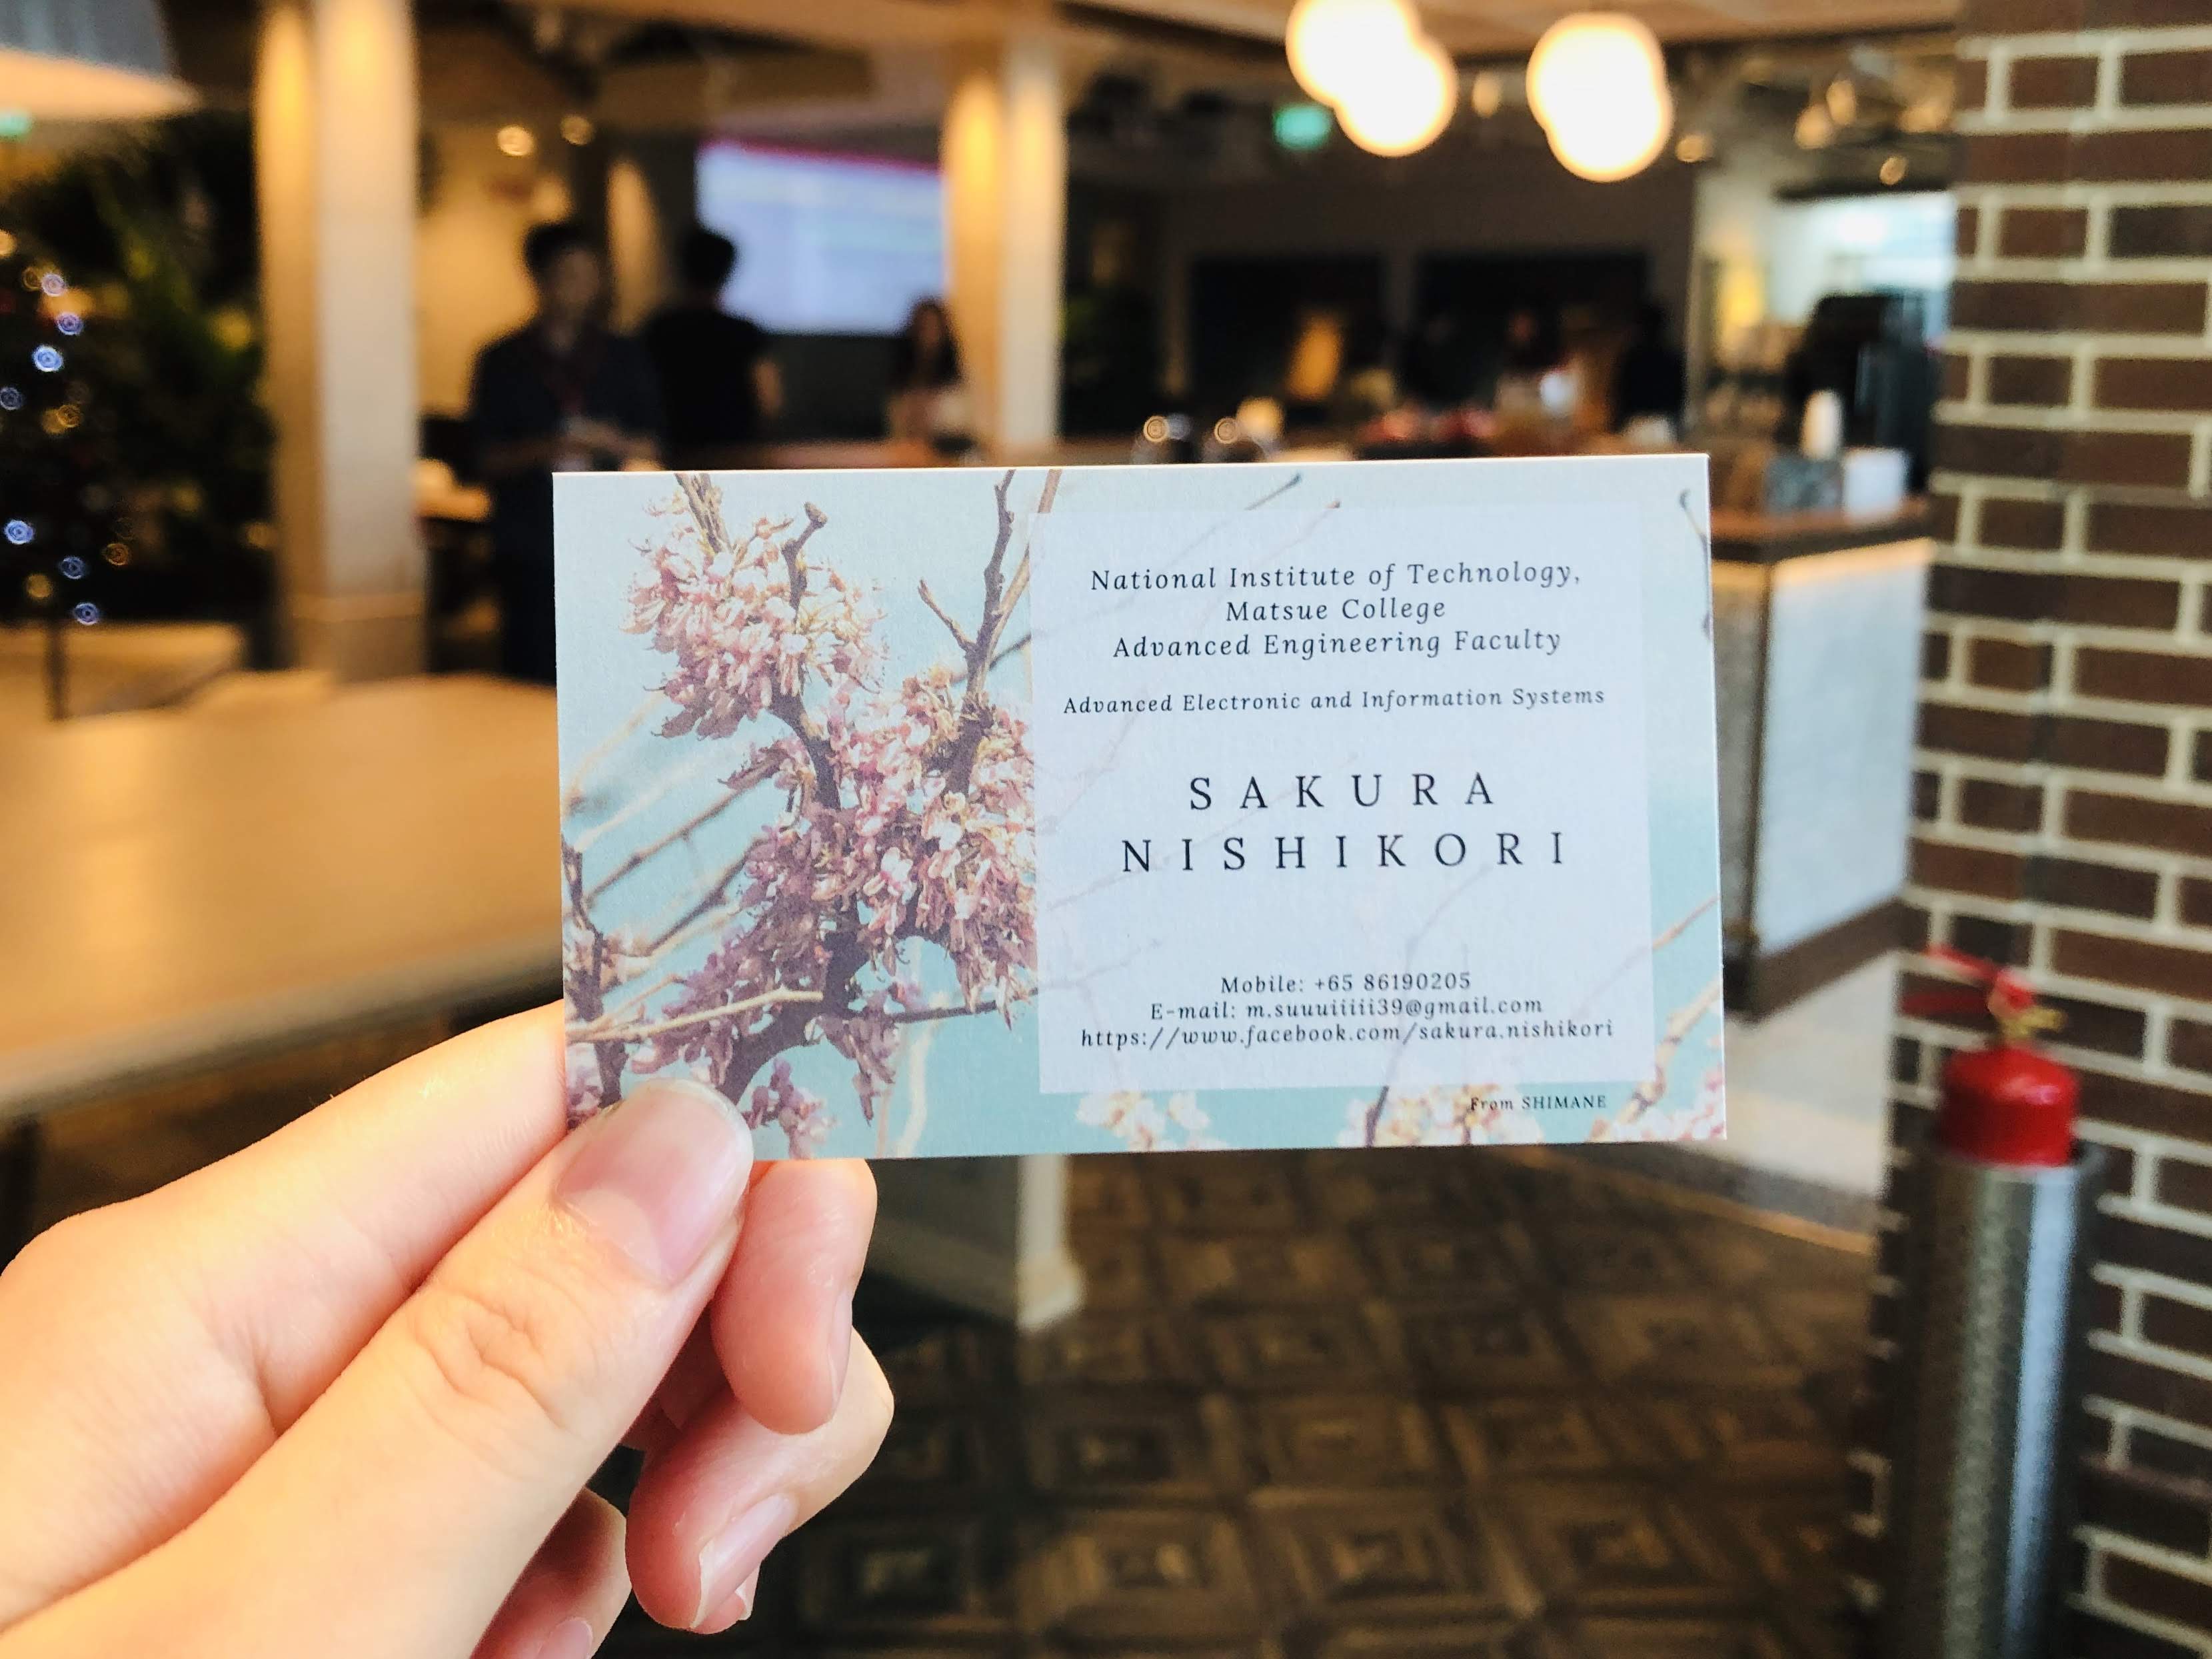 National Institute of Technology,
Matsue College
Advanced Engineering Faculty
Advanced Electronic and Information Systems
SAKURA
NISHIKORI
Mobile: +65 86190205
E-mail: m.suuuiiiii39@gmail.com
https://www.facebook.com/sakura.nishikori
From SHIMANE